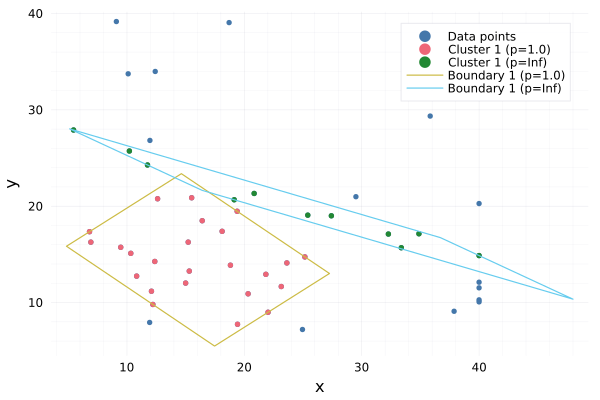 40
30
20
10
y
10
20
30
40
x
Data points
Cluster 1 (p=1.0)
Cluster 1 (p=Inf)
Boundary 1 (p=1.0)
Boundary 1 (p=Inf)